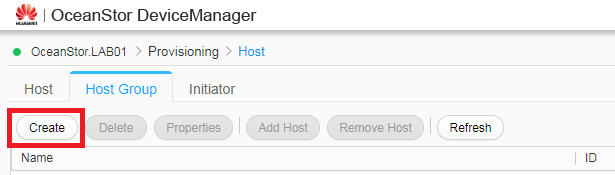 HUAWEI
OceanStor DeviceManager
OceanStor.LAB01 > Provisioning > Host
Host Host Group Initiator
Create Delete Properties Add Host Remove Host Refresh
Name ID